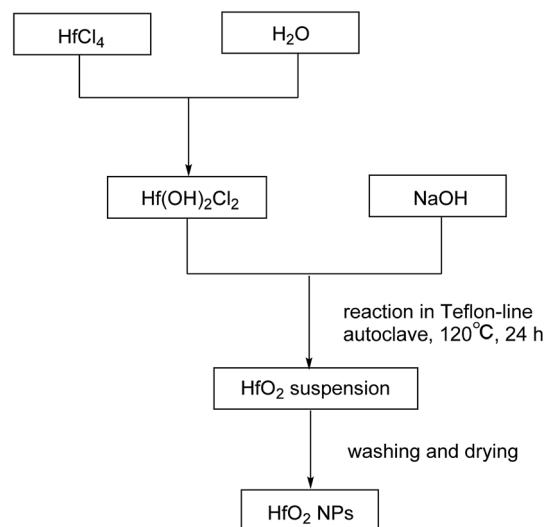 HfCl₄
H₂O
Hf(OH)₂Cl₂
NaOH
reaction in Teflon-line
autoclave, 120℃, 24 h
HfO₂ suspension
washing and drying
HfO₂ NPs